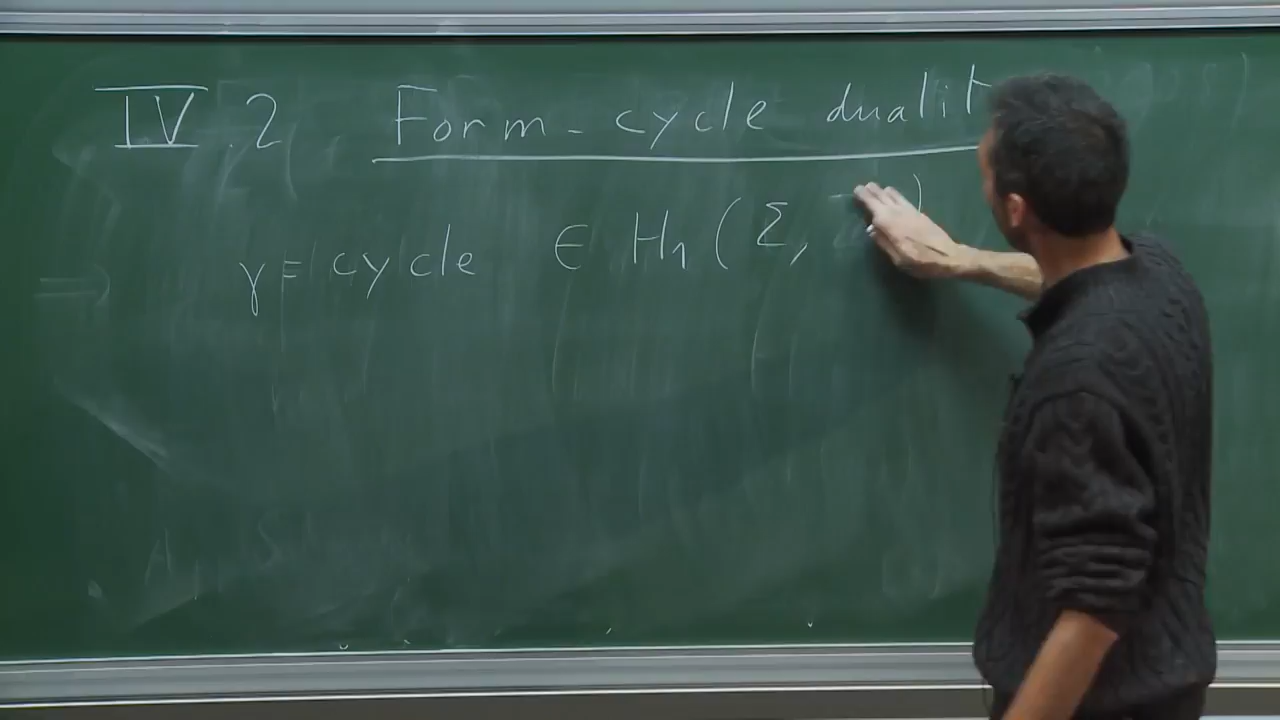 IV.2 Form-cycle dualit
γ = cycle ∈ H₁(Σ, )